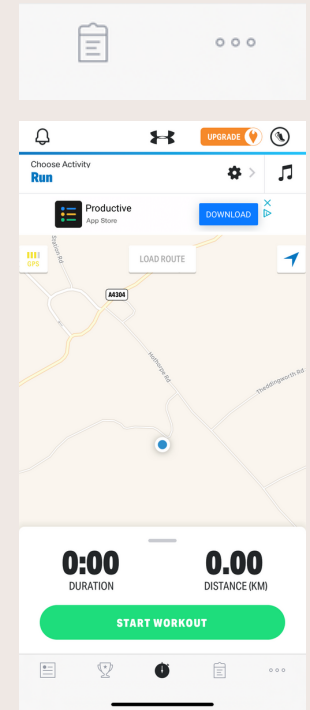 UPGRADE
Choose Activity
Run
Productive
App Store
DOWNLOAD
GPS
LOAD ROUTE
A4304
Hothorpe Rd
Theddingworth Rd
0:00
0.00
DURATION
DISTANCE (KM)
START WORKOUT